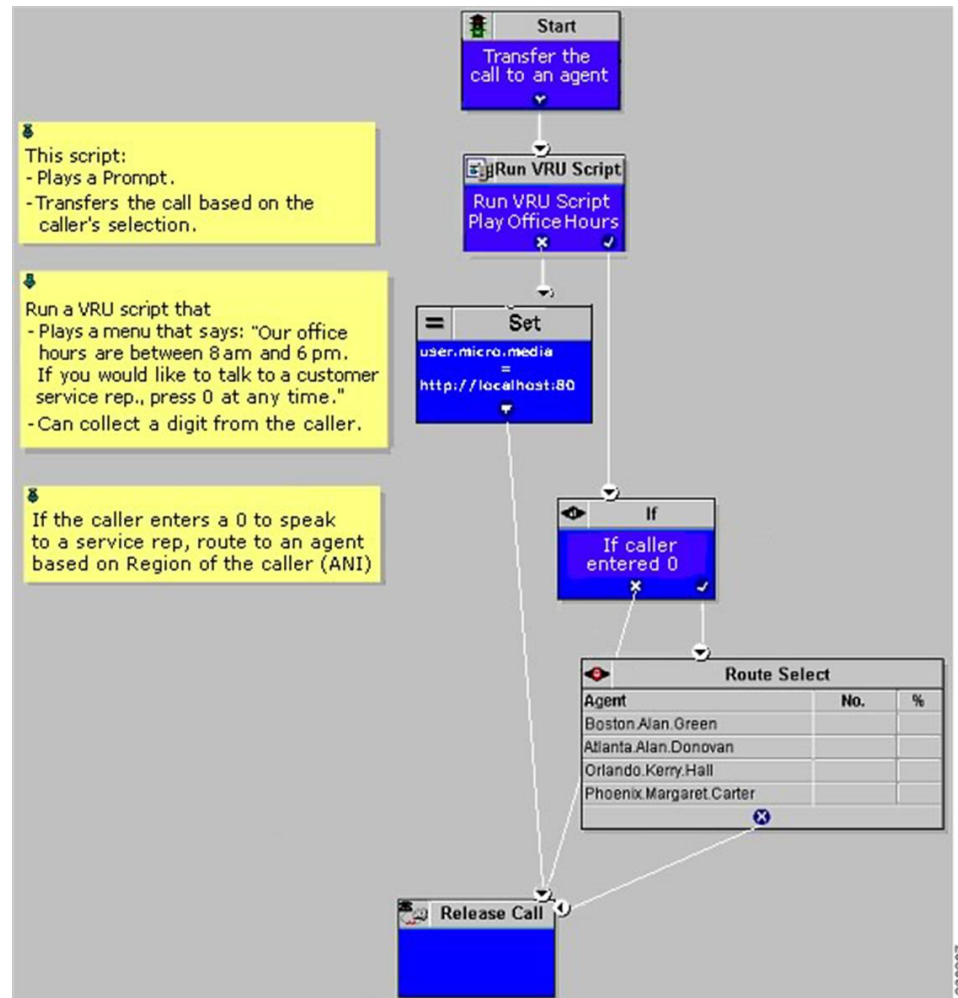 Start
Transfer the
call to an agent
This script:
- Plays a Prompt.
- Transfers the call based on the
caller's selection.
Run VRU Script
Run VRU Script
Play Office Hours
Run a VRU script that
- Plays a menu that says: "Our office
hours are between 8am and 6pm.
If you would like to talk to a customer
service rep., press 0 at any time."
- Can collect a digit from the caller.
= Set
user.micro.media
=
http://localhost:80
If the caller enters a 0 to speak
to a service rep, route to an agent
based on Region of the caller (ANI)
If
If caller
entered 0
Route Select
Agent No. %
Boston.Alan.Green
Atlanta.Alan.Donovan
Orlando.Kerry.Hall
Phoenix.Margaret.Carter
Release Call